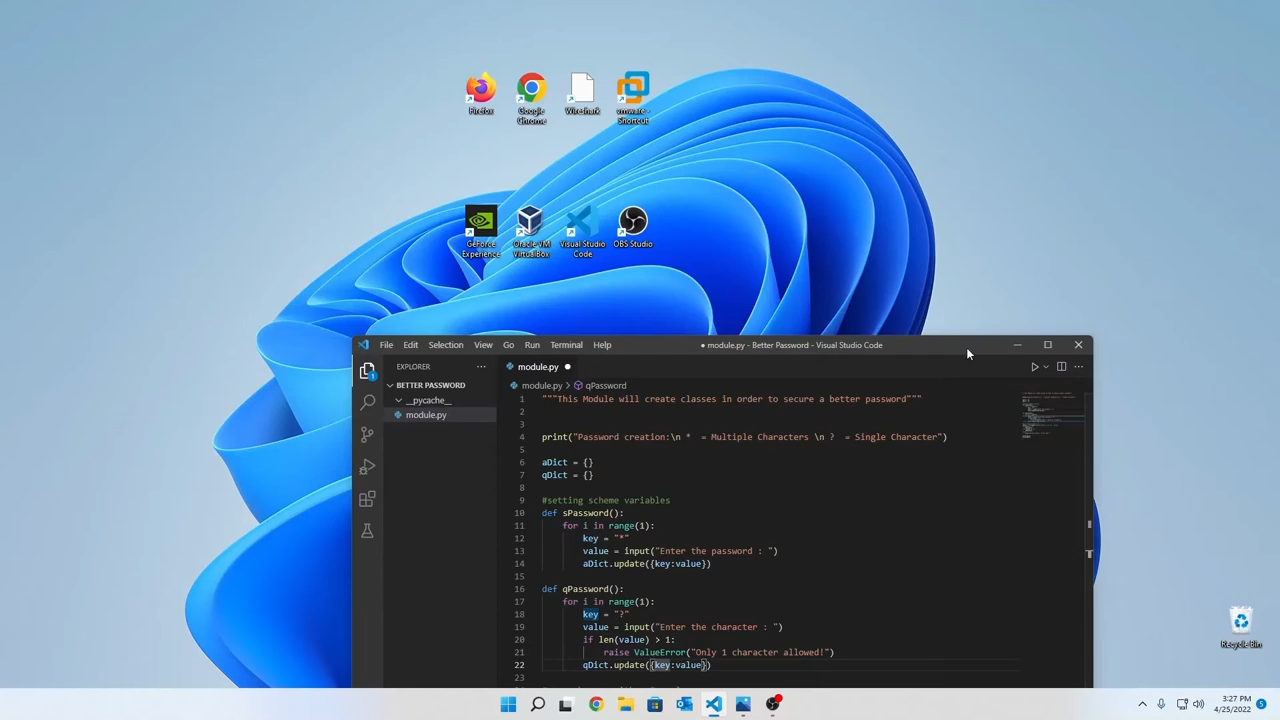 Firefox
Google
Chrome
Wireshark
vmware -
Shortcut
GeForce
Experience
Oracle VM
VirtualBox
Visual Studio
Code
OBS Studio
File Edit Selection View Go Run Terminal Help
● module.py - Better Password - Visual Studio Code
EXPLORER
BETTER PASSWORD
__pycache__
module.py
1
module.py
module.py > qPassword
1 """This Module will create classes in order to secure a better password"""
2
3
4 print("Password creation:\n *  = Multiple Characters \n ?  = Single Character")
5
6 aDict = {}
7 qDict = {}
8
9 #setting scheme variables
10 def sPassword():
11 for i in range(1):
12 key = "*"
13 value = input("Enter the password : ")
14 aDict.update({key:value})
15
16 def qPassword():
17 for i in range(1):
18 key = "?"
19 value = input("Enter the character : ")
20 if len(value) > 1:
21 raise ValueError("Only 1 character allowed!")
22 qDict.update({key:value})
23
Recycle Bin
3:27 PM
4/25/2022
5